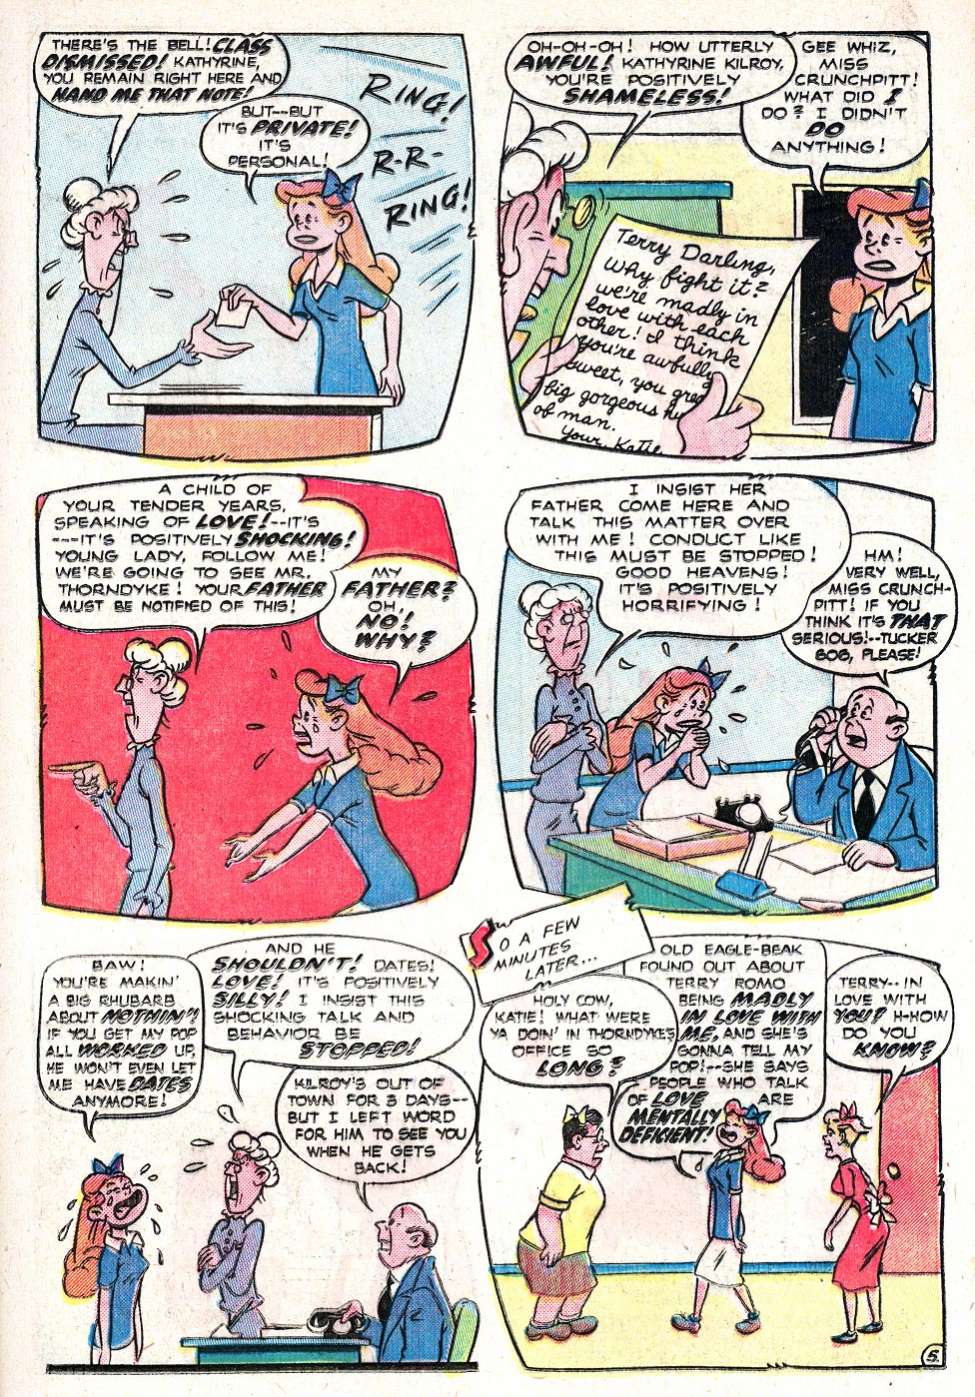 THERE'S THE BELL! CLASS
DISMISSED! KATHYRINE,
YOU REMAIN RIGHT HERE AND
HAND ME THAT NOTE!
BUT--BUT
IT'S PRIVATE!
IT'S
PERSONAL!
RING!
R-R-
RING!
OH-OH-OH! HOW UTTERLY
AWFUL! KATHYRINE KILROY,
YOU'RE POSITIVELY
SHAMELESS!
GEE WHIZ,
MISS
CRUNCHPITT!
WHAT DID I
DO? I DIDN'T
DO
ANYTHING!
Terry Darling,
Why fight it?
we're madly in
love with each
other! I think
you're awfully
sweet, you grea
big gorgeous hu
of man.
Your, Katie
A CHILD OF
YOUR TENDER YEARS,
SPEAKING OF LOVE!--IT'S
---IT'S POSITIVELY SHOCKING!
YOUNG LADY, FOLLOW ME!
WE'RE GOING TO SEE MR.
THORNDYKE! YOUR FATHER
MUST BE NOTIFIED OF THIS!
MY
FATHER?
OH,
NO!
WHY?
I INSIST HER
FATHER COME HERE AND
TALK THIS MATTER OVER
WITH ME! CONDUCT LIKE
THIS MUST BE STOPPED!
GOOD HEAVENS!
IT'S POSITIVELY
HORRIFYING!
HM!
VERY WELL,
MISS CRUNCH-
PITT! IF YOU
THINK IT'S THAT
SERIOUS!--TUCKER
BOB, PLEASE!
BAW!
YOU'RE MAKIN'
A BIG RHUBARB
ABOUT NOTHIN'!
IF YOU GET MY POP
ALL WORKED UP,
HE WON'T EVEN LET
ME HAVE DATES
ANYMORE!
AND HE
SHOULDN'T! DATES!
LOVE! IT'S POSITIVELY
SILLY! I INSIST THIS
SHOCKING TALK AND
BEHAVIOR BE
STOPPED!
KILROY'S OUT OF
TOWN FOR 3 DAYS--
BUT I LEFT WORD
FOR HIM TO SEE YOU
WHEN HE GETS
BACK!
SO A FEW
MINUTES
LATER...
HOLY COW,
KATIE! WHAT WERE
YA DOIN' IN THORNDYKE'S
OFFICE SO
LONG?
OLD EAGLE-BEAK
FOUND OUT ABOUT
TERRY ROMO
BEING MADLY
IN LOVE WITH
ME, AND SHE'S
GONNA TELL MY
POP!--SHE SAYS
PEOPLE WHO TALK
OF LOVE ARE
MENTALLY
DEFICIENT!
TERRY--IN
LOVE WITH
YOU? H-HOW
DO YOU
KNOW?
5